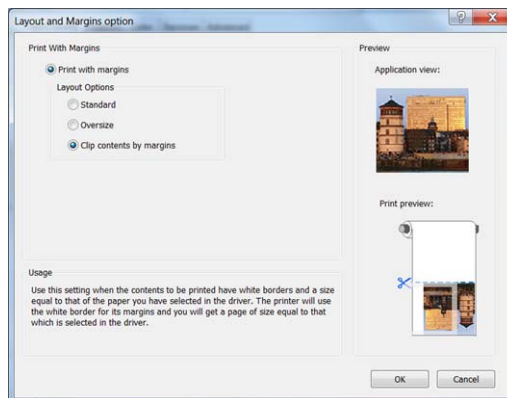 Layout and Margins option
Print With Margins
Print with margins
Layout Options
Standard
Oversize
Clip contents by margins
Usage
Use this setting when the contents to be printed have white borders and a size
equal to that of the paper you have selected in the driver. The printer will use
the white border for its margins and you will get a page of size equal to that
which is selected in the driver.
Preview
Application view:
Print preview:
OK
Cancel